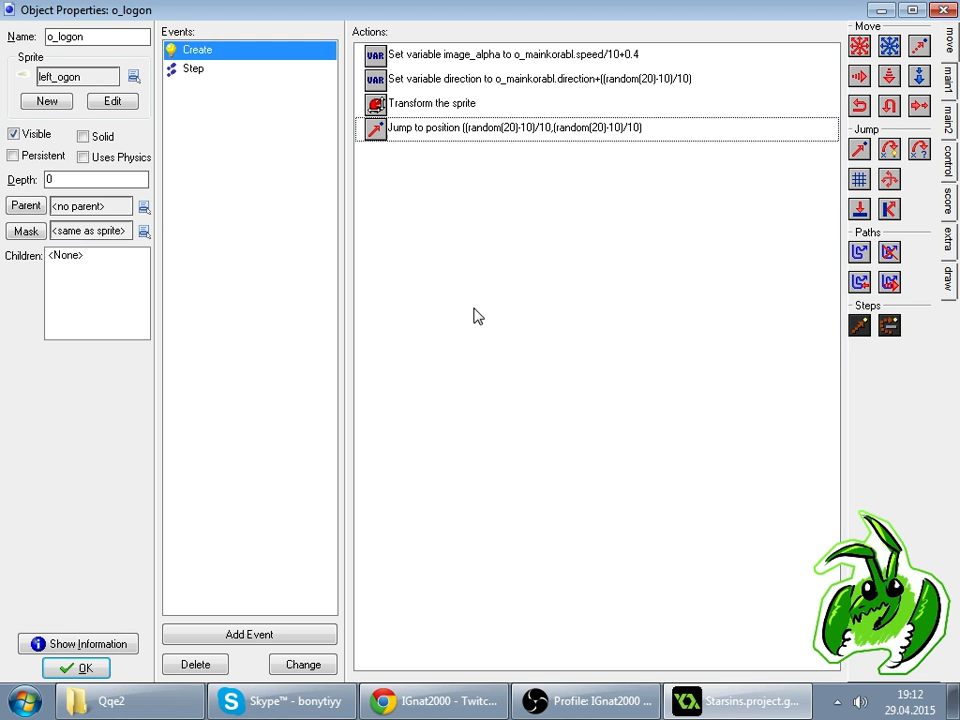 Object Properties: o_logon
Name: o_logon
Sprite
left_ogon
New
Edit
Visible
Solid
Persistent
Uses Physics
Depth: 0
Parent
<no parent>
Mask
<same as sprite>
Children: <None>
Show Information
OK
Events:
Create
Step
Add Event
Delete
Change
Actions:
VAR Set variable image_alpha to o_mainkorabl.speed/10+0.4
VAR Set variable direction to o_mainkorabl.direction+((random(20)-10)/10)
Transform the sprite
Jump to position ((random(20)-10)/10,(random(20)-10)/10)
Move
Jump
Paths
Steps
move
main1
main2
control
score
extra
draw
Qqe2
Skype™ - bonytiyy
IGnat2000 – Twitc...
Profile: IGnat2000 ...
Starsins.project.g...
19:12
29.04.2015